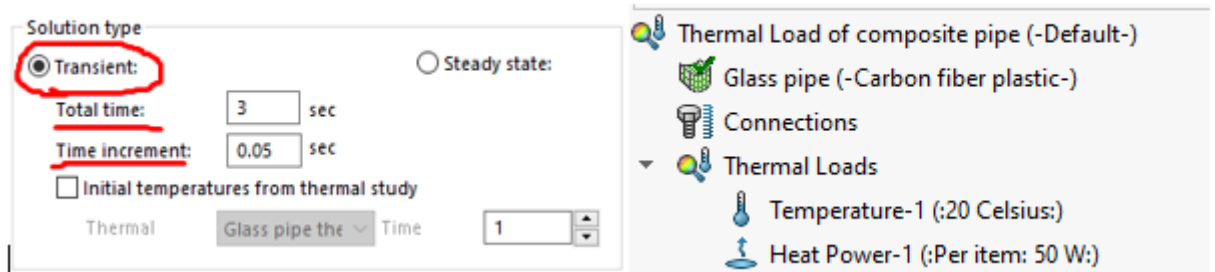 Solution type
Transient:
Steady state:
Total time: 3 sec
Time increment: 0.05 sec
Initial temperatures from thermal study
Thermal Glass pipe the Time 1
Thermal Load of composite pipe (-Default-)
Glass pipe (-Carbon fiber plastic-)
Connections
Thermal Loads
Temperature-1 (:20 Celsius:)
Heat Power-1 (:Per item: 50 W:)